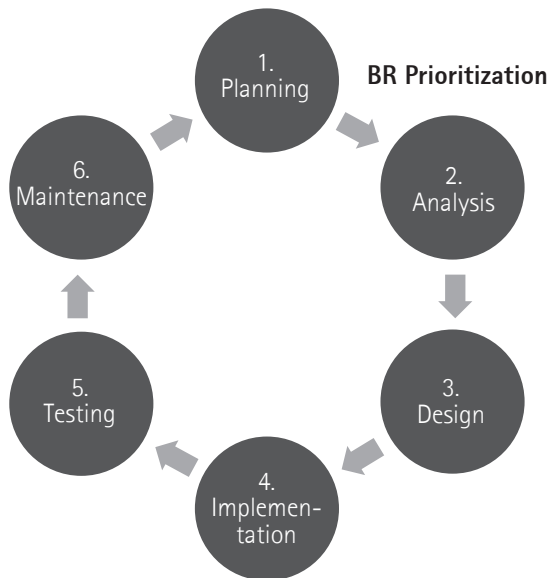 1.
Planning
BR Prioritization
2.
Analysis
3.
Design
4.
Implemen-
tation
5.
Testing
6.
Maintenance